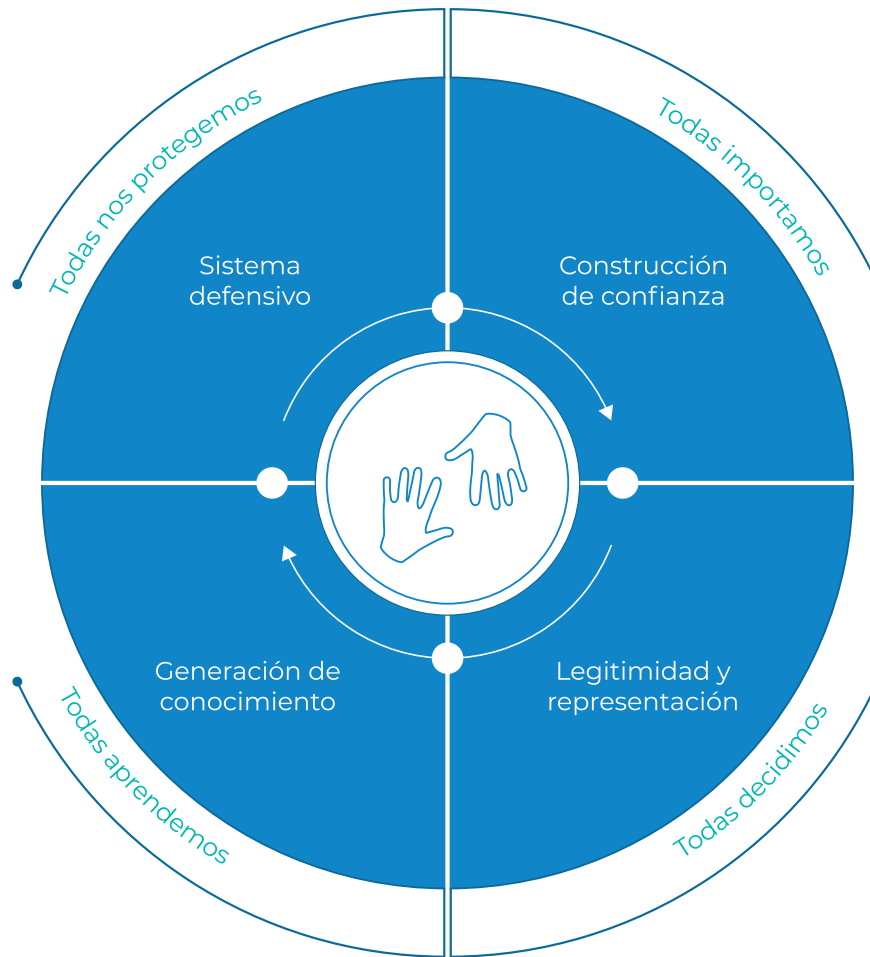 Todas nos protegemos
Todas importamos
Sistema
defensivo
Construcción
de confianza
Generación de
conocimiento
Legitimidad y
representación
Todas aprendemos
Todas decidimos